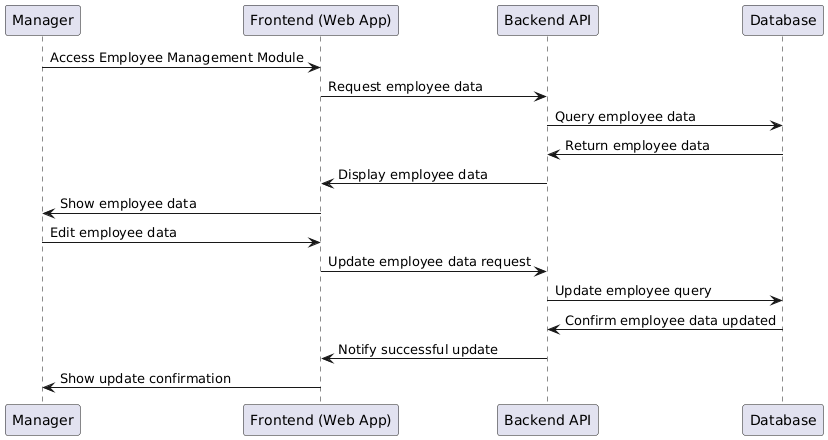 Manager
Frontend (Web App)
Backend API
Database
Access Employee Management Module
Request employee data
Query employee data
Return employee data
Display employee data
Show employee data
Edit employee data
Update employee data request
Update employee query
Confirm employee data updated
Notify successful update
Show update confirmation
Manager
Frontend (Web App)
Backend API
Database